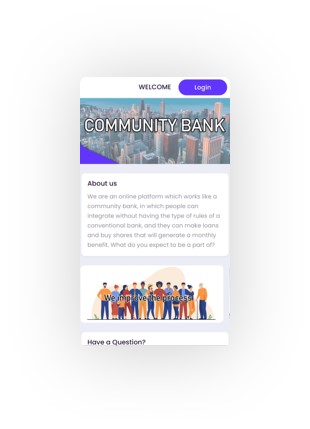 WELCOME
Login
COMMUNITY BANK
About us
We are an online platform which works like a
community bank, in which people can
integrate without having the type of rules of a
conventional bank, and they can make loans
and buy shares that will generate a monthly
benefit. What do you expect to be a part of?
We improve the process
Have a Question?